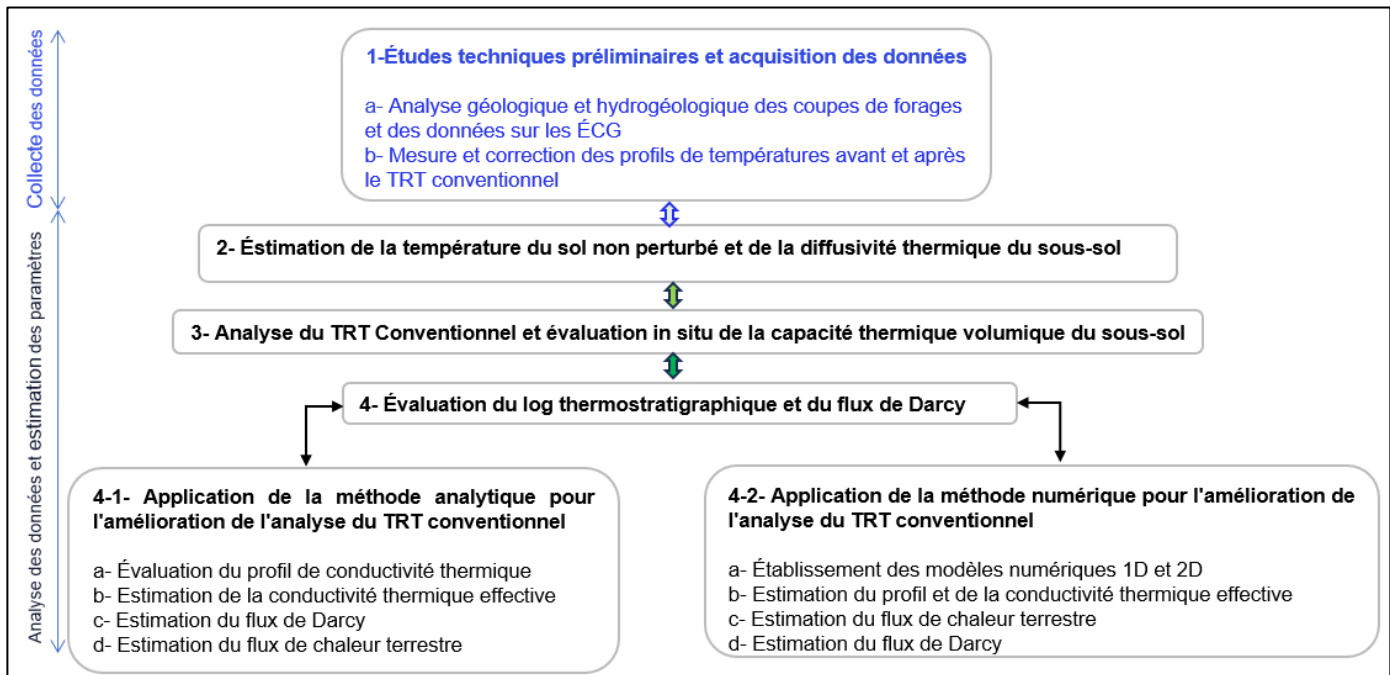 Collecte des données
Analyse des données et estimation des paramètres
1-Études techniques préliminaires et acquisition des données
a- Analyse géologique et hydrogéologique des coupes de forages
et des données sur les ÉCG
b- Mesure et correction des profils de températures avant et après
le TRT conventionnel
2- Éstimation de la température du sol non perturbé et de la diffusivité thermique du sous-sol
3- Analyse du TRT Conventionnel et évaluation in situ de la capacité thermique volumique du sous-sol
4- Évaluation du log thermostratigraphique et du flux de Darcy
4-1- Application de la méthode analytique pour
l'amélioration de l'analyse du TRT conventionnel
a- Évaluation du profil de conductivité thermique
b- Estimation de la conductivité thermique effective
c- Estimation du flux de Darcy
d- Estimation du flux de chaleur terrestre
4-2- Application de la méthode numérique pour l'amélioration de
l'analyse du TRT conventionnel
a- Établissement des modèles numériques 1D et 2D
b- Estimation du profil et de la conductivité thermique effective
c- Estimation du flux de chaleur terrestre
d- Estimation du flux de Darcy